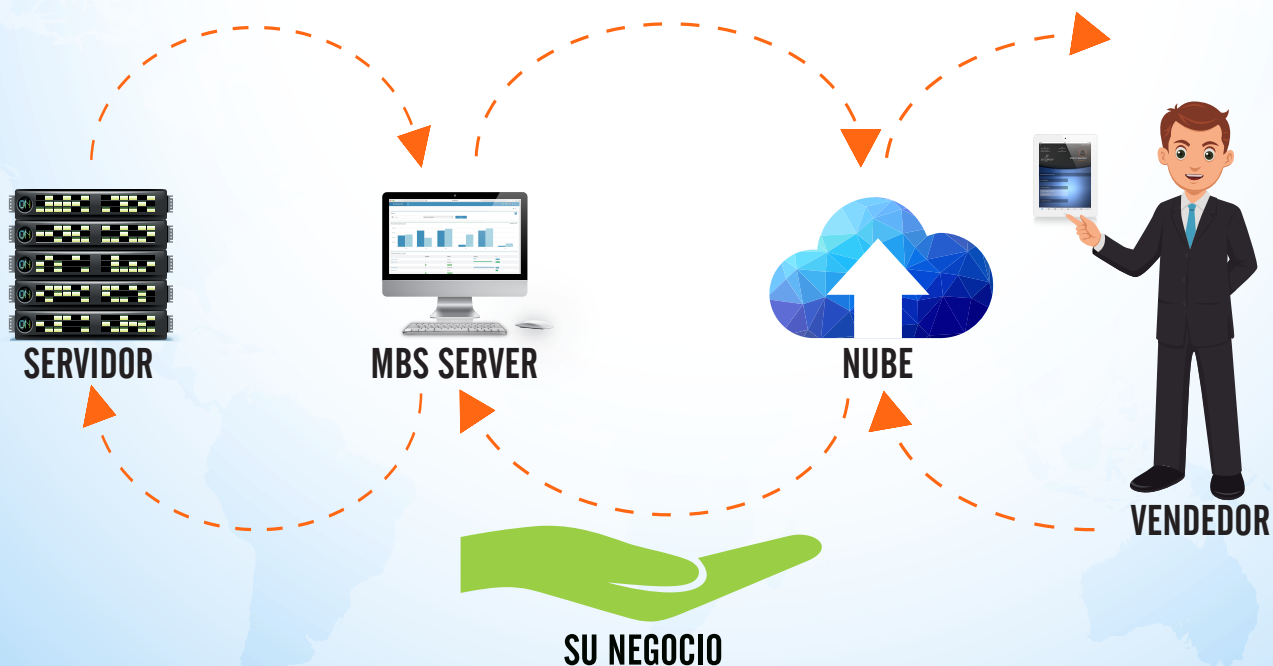 SERVIDOR
MBS SERVER
NUBE
VENDEDOR
SU NEGOCIO